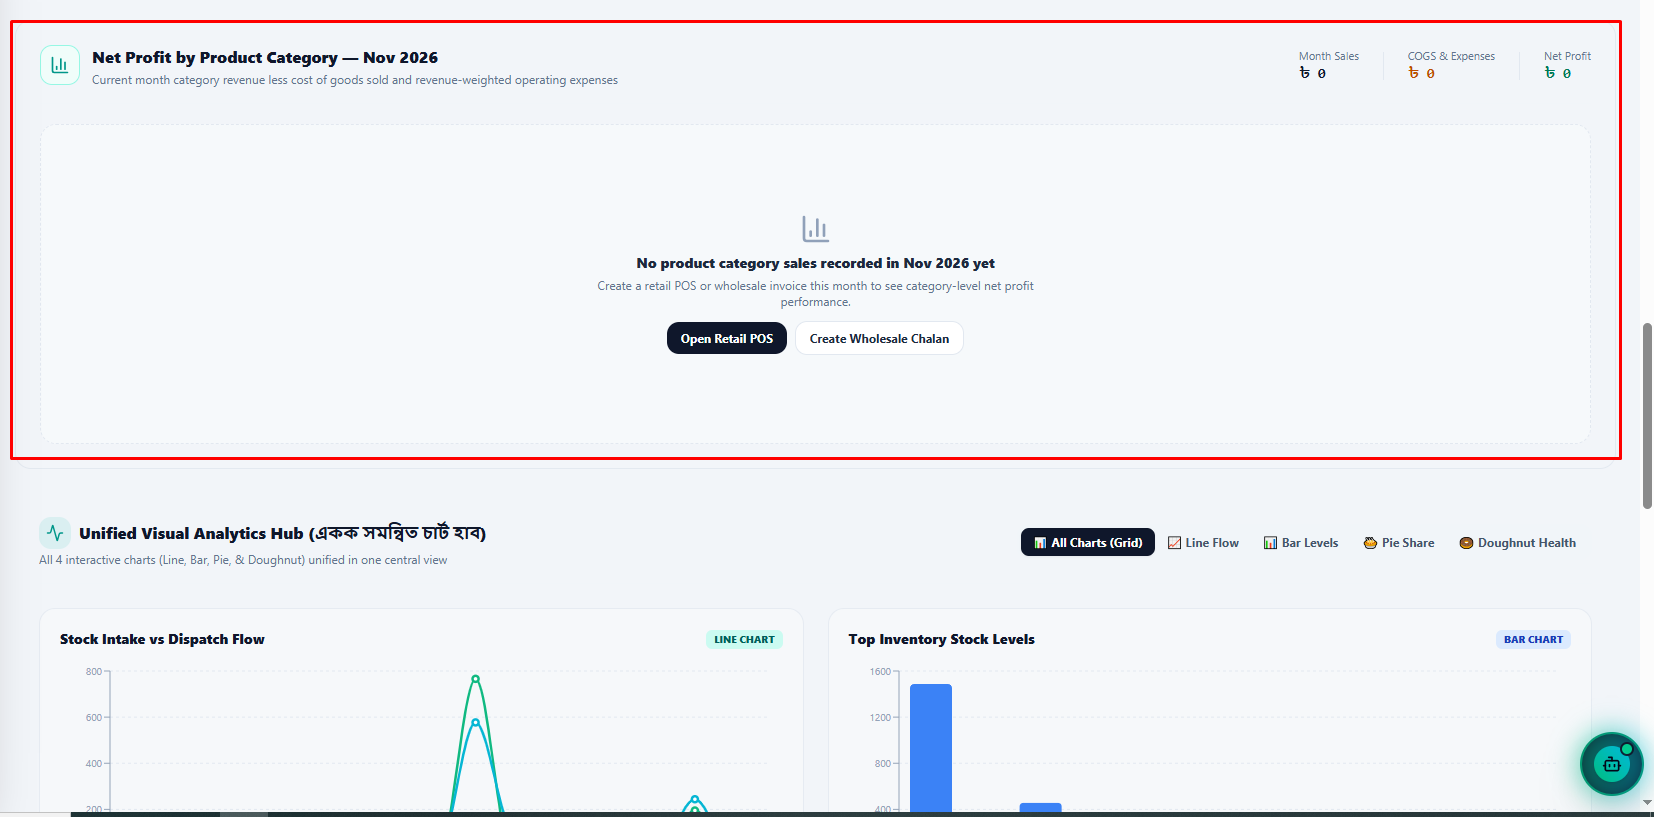 Net Profit by Product Category — Nov 2026
Current month category revenue less cost of goods sold and revenue-weighted operating expenses
Month Sales
৳ 0
COGS & Expenses
৳ 0
Net Profit
৳ 0
No product category sales recorded in Nov 2026 yet
Create a retail POS or wholesale invoice this month to see category-level net profit
performance.
Open Retail POS
Create Wholesale Chalan
Unified Visual Analytics Hub (একক সমন্বিত চার্ট হাব)
All 4 interactive charts (Line, Bar, Pie, & Doughnut) unified in one central view
All Charts (Grid)
Line Flow
Bar Levels
Pie Share
Doughnut Health
Stock Intake vs Dispatch Flow
LINE CHART
800
600
400
200
Top Inventory Stock Levels
BAR CHART
1600
1200
800
400